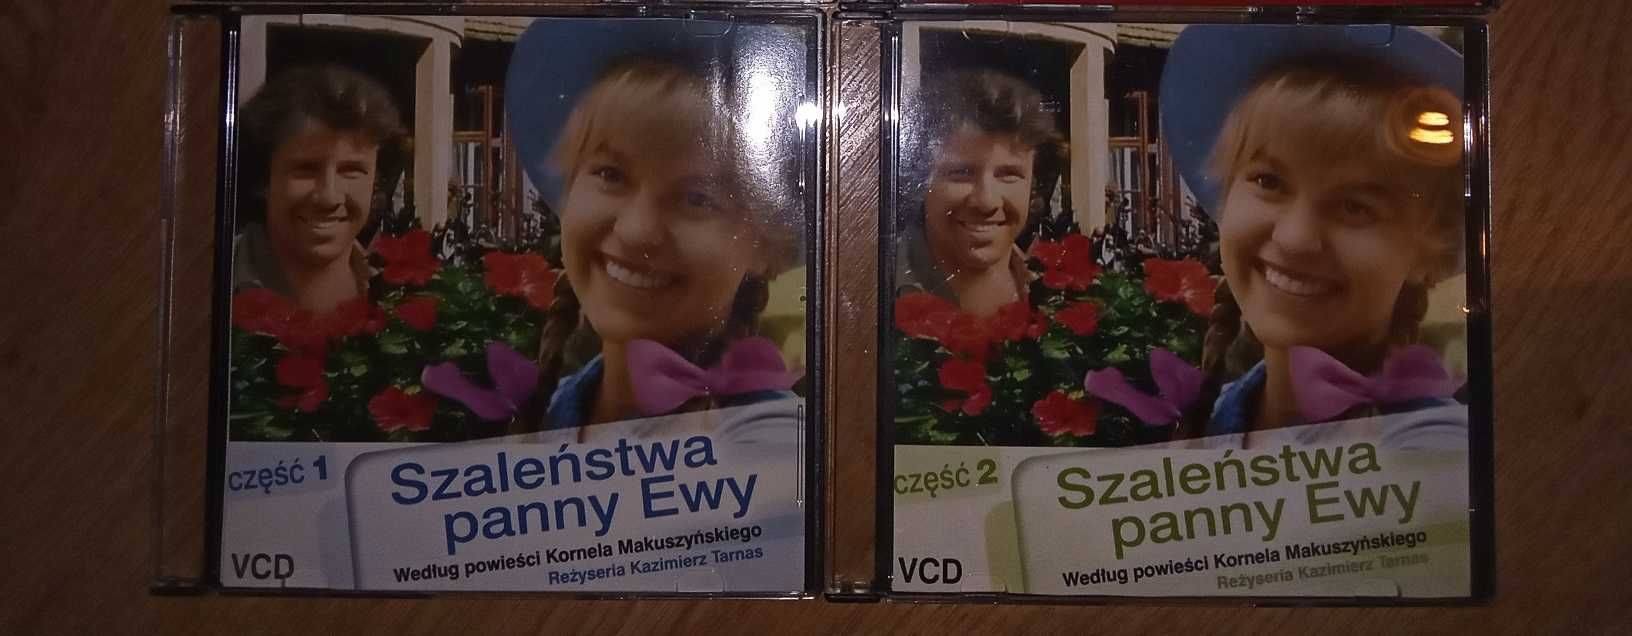 część 1
Szaleństwa
panny Ewy
Według powieści Kornela Makuszyńskiego
Reżyseria Kazimierz Tarnas
VCD
część 2
Szaleństwa
panny Ewy
Według powieści Kornela Makuszyńskiego
Reżyseria Kazimierz Tarnas
VCD